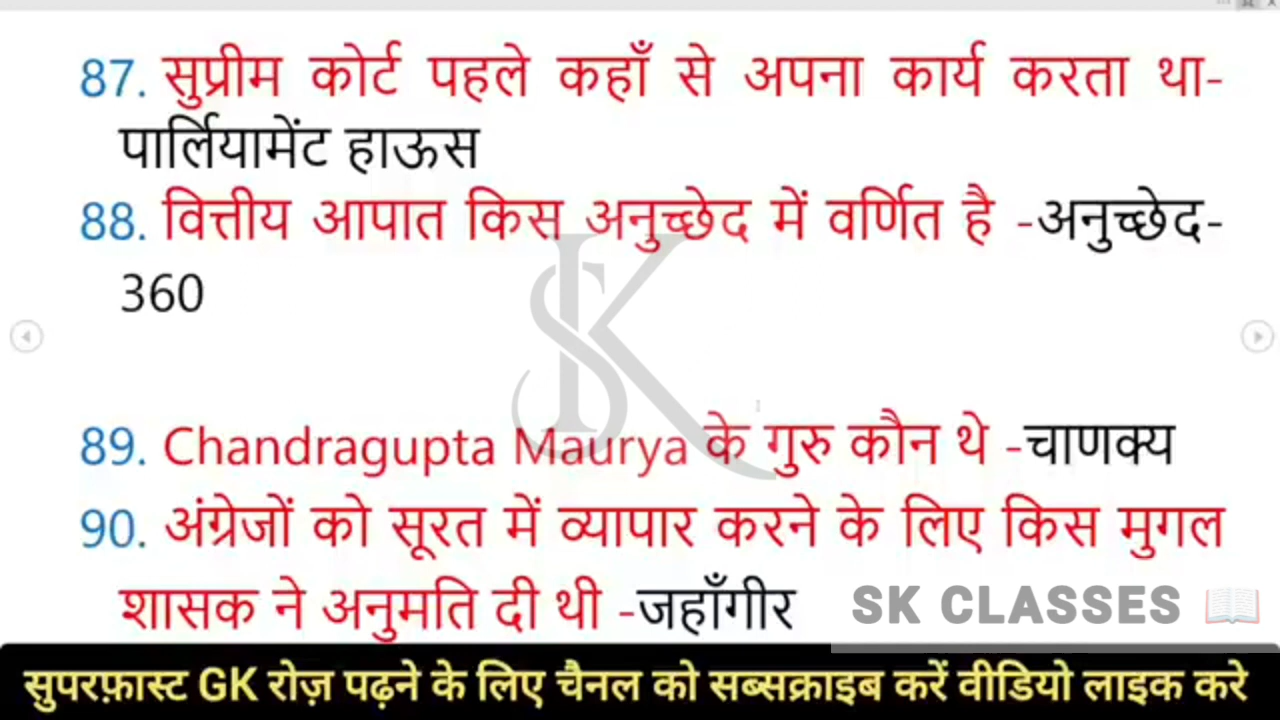 87. सुप्रीम कोर्ट पहले कहाँ से अपना कार्य करता था-
पार्लियामेंट हाऊस
88. वित्तीय आपात किस अनुच्छेद में वर्णित है -अनुच्छेद-
360
89. Chandragupta Maurya के गुरु कौन थे -चाणक्य
90. अंग्रेजों को सूरत में व्यापार करने के लिए किस मुगल
शासक ने अनुमति दी थी -जहाँगीर
SK CLASSES
सुपरफ़ास्ट GK रोज़ पढ़ने के लिए चैनल को सब्सक्राइब करें वीडियो लाइक करे
SK